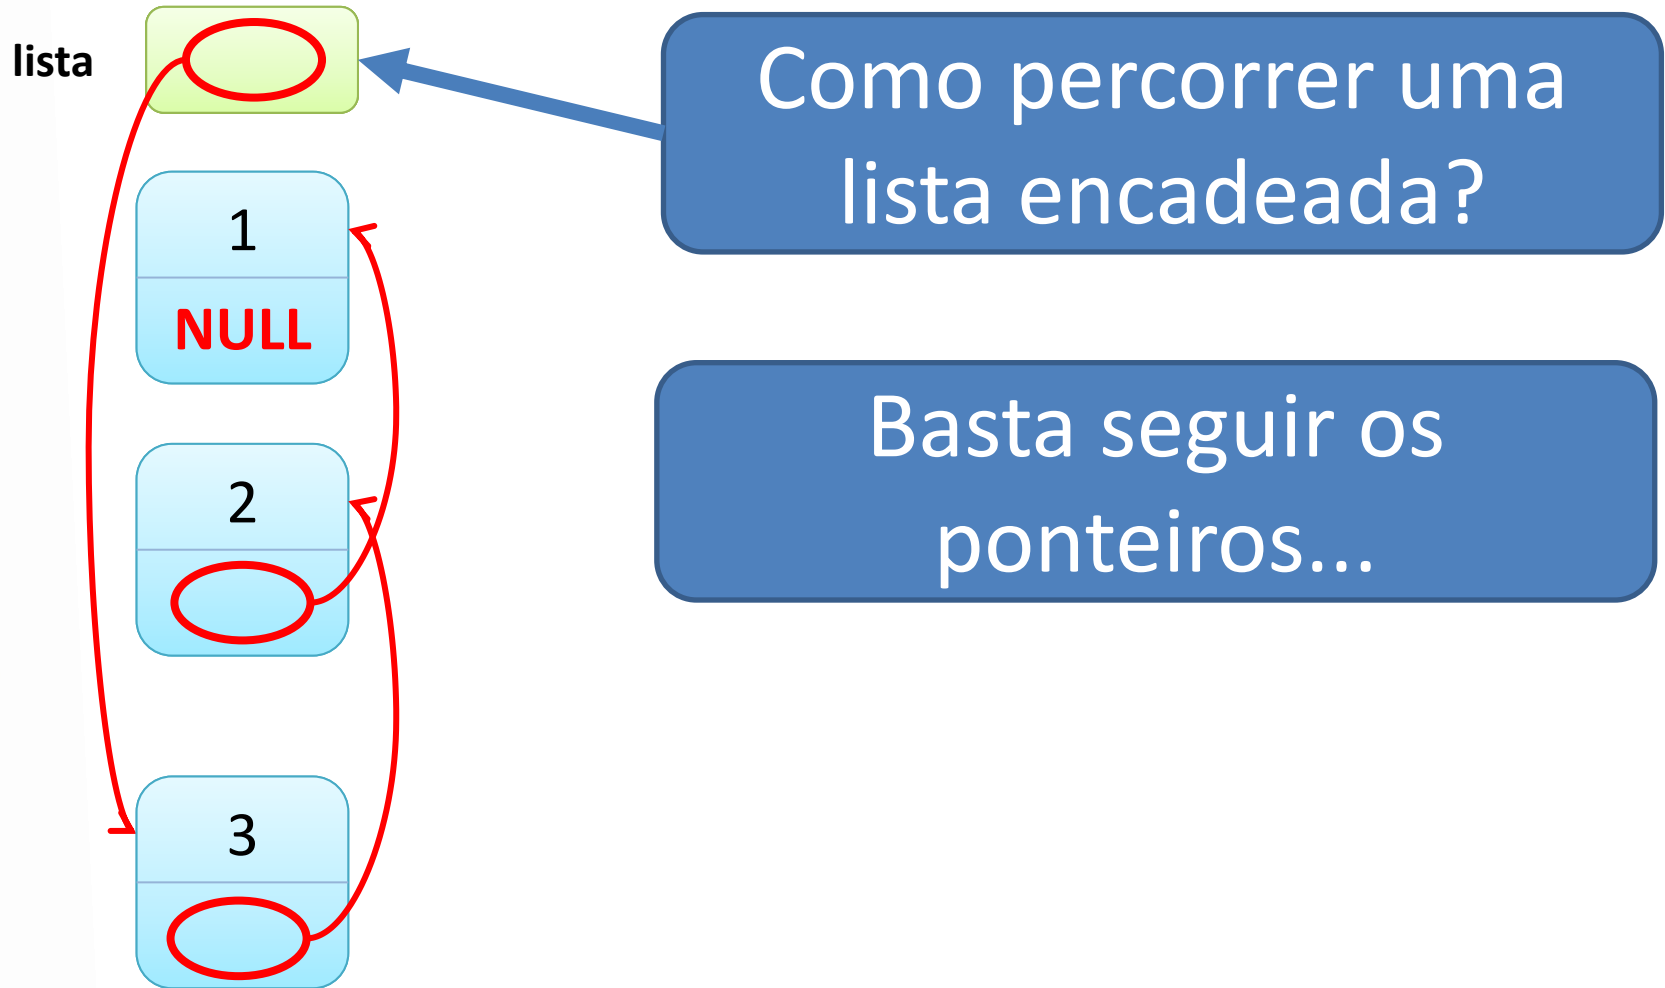 lista
Como percorrer uma
lista encadeada?
1
NULL
Basta seguir os
ponteiros...
2
3